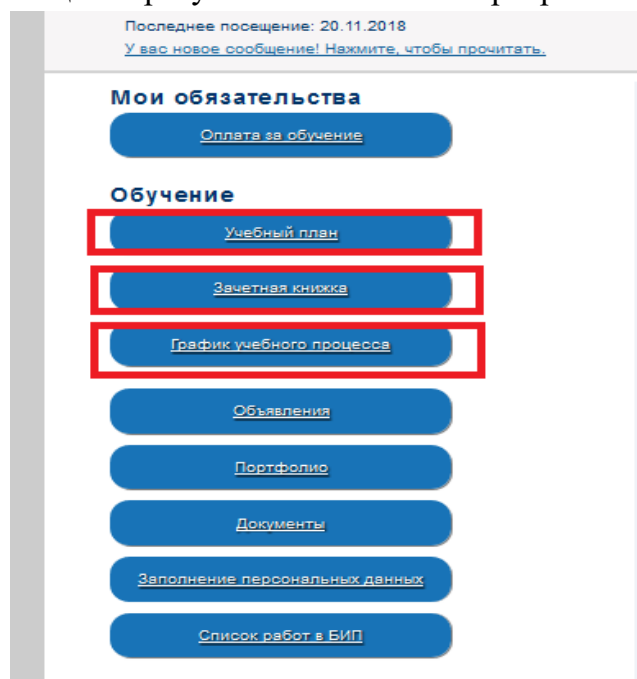 Последнее посещение: 20.11.2018
У вас новое сообщение! Нажмите, чтобы прочитать.
Мои обязательства
Оплата за обучение
Обучение
Учебный план
Зачетная книжка
График учебного процесса
Объявления
Портфолио
Документы
Заполнение персональных данных
Список работ в БИП